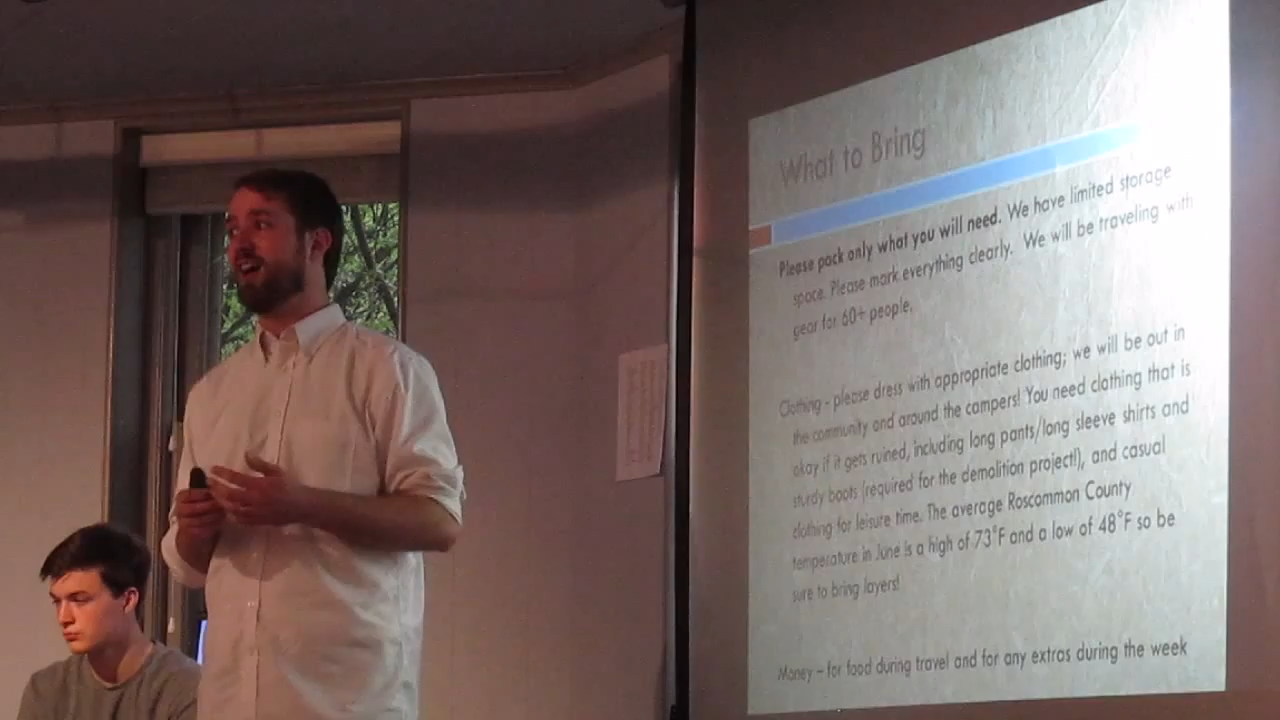 What to Bring
Please pack only what you will need. We have limited storage
space. Please mark everything clearly. We will be traveling with
gear for 60+ people.
Clothing - please dress with appropriate clothing; we will be out in
the community and around the campers! You need clothing that is
okay if it gets ruined, including long pants/long sleeve shirts and
sturdy boots (required for the demolition project!), and casual
clothing for leisure time. The average Roscommon County
temperature in June is a high of 73°F and a low of 48°F so be
sure to bring layers!
Money – for food during travel and for any extras during the week